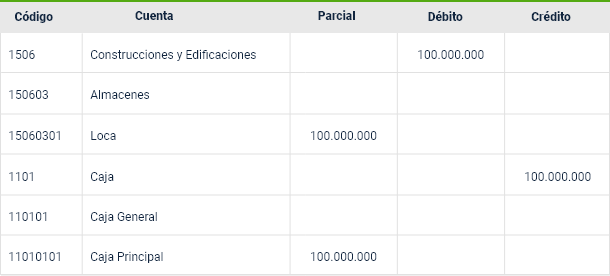 Código Cuenta Parcial Débito Crédito
1506 Construcciones y Edificaciones 100.000.000
150603 Almacenes
15060301 Loca 100.000.000
1101 Caja 100.000.000
110101 Caja General
11010101 Caja Principal 100.000.000